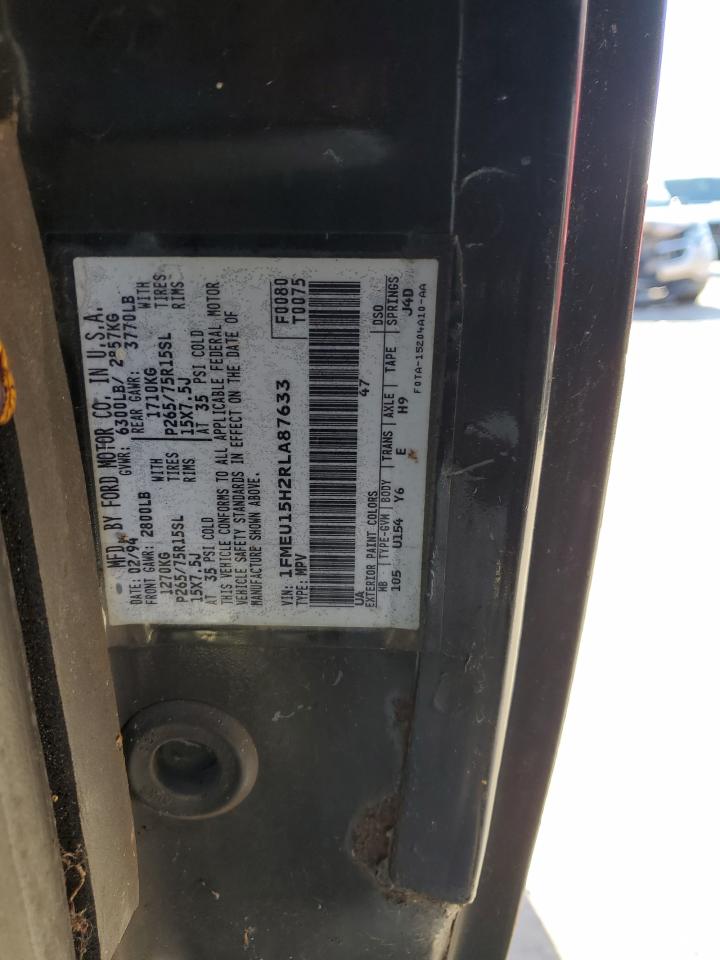 MFD. BY FORD MOTOR CO. IN U.S.A.
DATE: 02/94 GVWR: 6300LB/ 2857KG
FRONT GAWR: 2800LB REAR GAWR: 3770LB
1270KG WITH 1710KG WITH
P265/75R15SL TIRES P265/75R15SL TIRES
15X7.5J RIMS 15X7.5J RIMS
AT 35 PSI COLD AT 35 PSI COLD
THIS VEHICLE CONFORMS TO ALL APPLICABLE FEDERAL MOTOR
VEHICLE SAFETY STANDARDS IN EFFECT ON THE DATE OF
MANUFACTURE SHOWN ABOVE.
VIN: 1FMEU15H2RLA87633 F0080
TYPE: MPV T0075
UA 47
EXTERIOR PAINT COLORS DSO
WB TYPE-GVW BODY TRANS AXLE TAPE SPRINGS
105 U154 Y6 E H9 J4D
F0TA-15204A10-AA